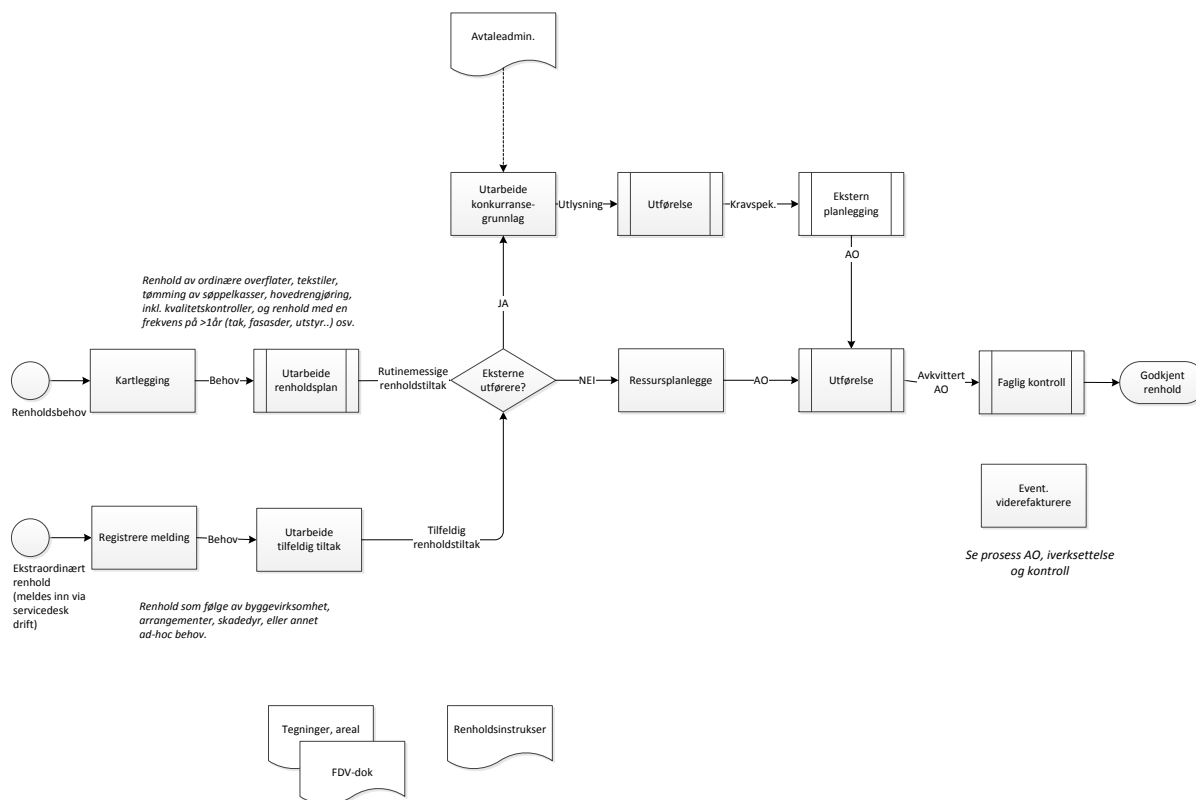 Avtaleadmin.
Utarbeide
konkurranse-
grunnlag
Utlysning
Utførelse
Kravspek.
Ekstern
planlegging
AO
JA
Renhold av ordinære overflater, tekstiler,
tømming av søppelkasser, hovedrengjøring,
inkl. kvalitetskontroller, og renhold med en
frekvens på >1år (tak, fasasder, utstyr..) osv.
Renholdsbehov
Kartlegging
Behov
Utarbeide
renholdsplan
Rutinemessige
renholdstiltak
Eksterne
utførere?
NEI
Ressursplanlegge
AO
Utførelse
Avkvittert
AO
Faglig kontroll
Godkjent
renhold
Event.
viderefakturere
Se prosess AO, iverksettelse
og kontroll
Ekstraordinært
renhold
(meldes inn via
servicedesk
drift)
Registrere melding
Behov
Utarbeide
tilfeldig tiltak
Tilfeldig
renholdstiltak
Renhold som følge av byggevirksomhet,
arrangementer, skadedyr, eller annet
ad-hoc behov.
Tegninger, areal
FDV-dok
Renholdsinstrukser